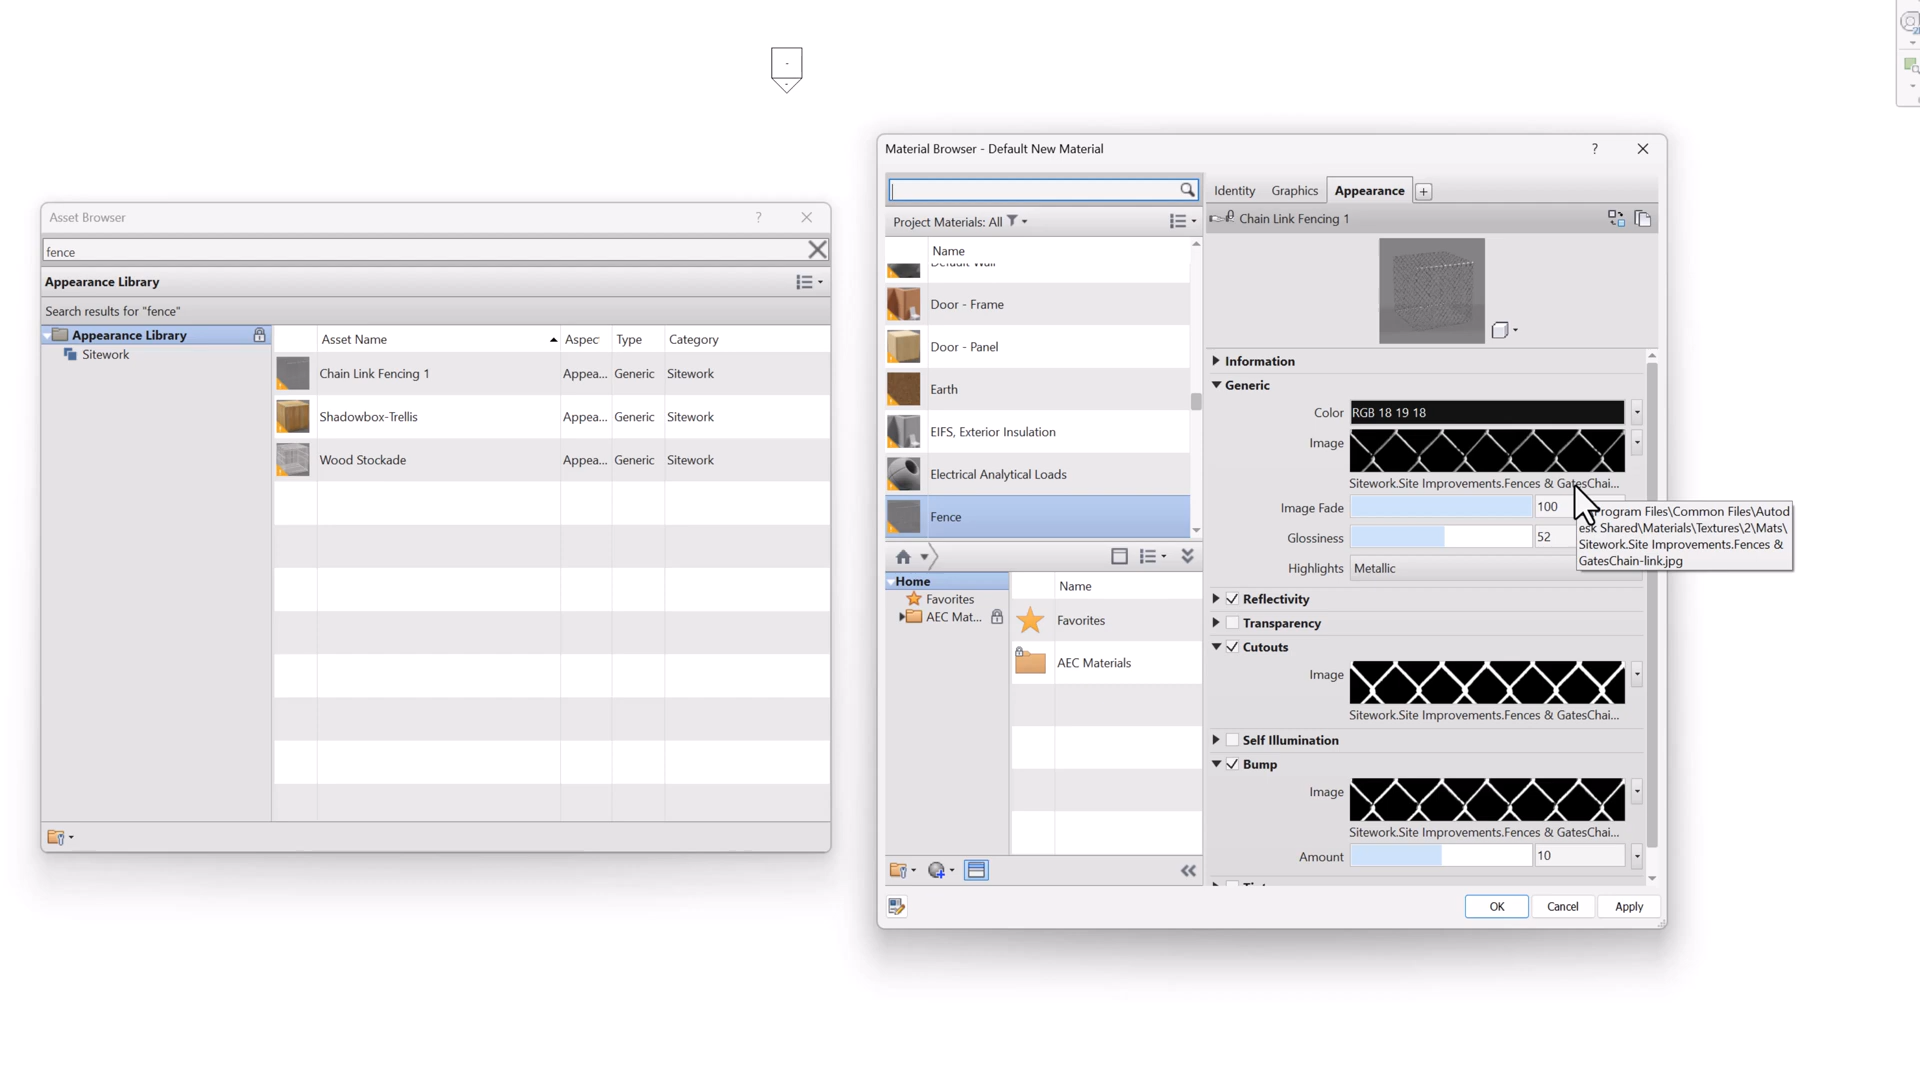 Asset Browser
?
fence
Appearance Library
Search results for "fence"
Appearance Library
Sitework
Asset Name
Aspec
Type
Category
Chain Link Fencing 1
Appea...
Generic
Sitework
Shadowbox-Trellis
Appea...
Generic
Sitework
Wood Stockade
Appea...
Generic
Sitework
Material Browser - Default New Material
?
Project Materials: All
Name
Door - Frame
Door - Panel
Earth
EIFS, Exterior Insulation
Electrical Analytical Loads
Fence
Home
Favorites
AEC Mat...
Name
Favorites
AEC Materials
Identity
Graphics
Appearance
Chain Link Fencing 1
Information
Generic
Color
RGB 18 19 18
Image
Sitework.Site Improvements.Fences & GatesChai...
Image Fade
100
Glossiness
52
Highlights
Metallic
Program Files\Common Files\Autod
esk Shared\Materials\Textures\2\Mats\
Sitework.Site Improvements.Fences &
GatesChain-link.jpg
Reflectivity
Transparency
Cutouts
Image
Sitework.Site Improvements.Fences & GatesChai...
Self Illumination
Bump
Image
Sitework.Site Improvements.Fences & GatesChai...
Amount
10
OK
Cancel
Apply